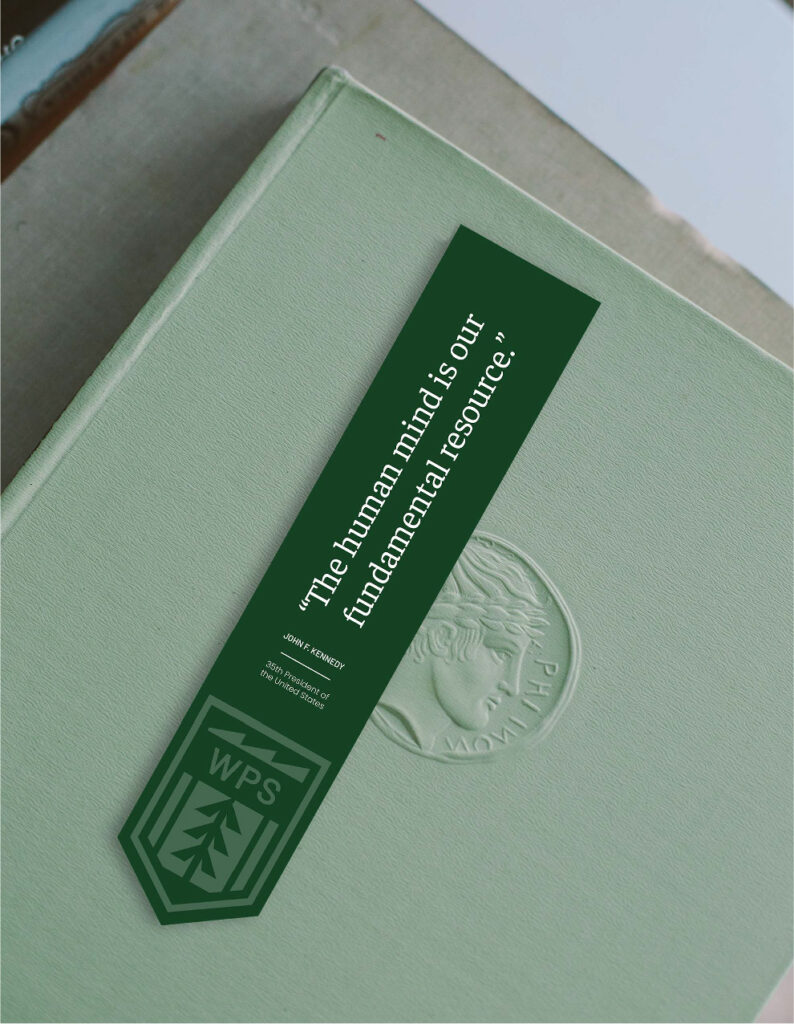 “The human mind is our
fundamental resource.”
JOHN F. KENNEDY
35th President of
the United States
WPS